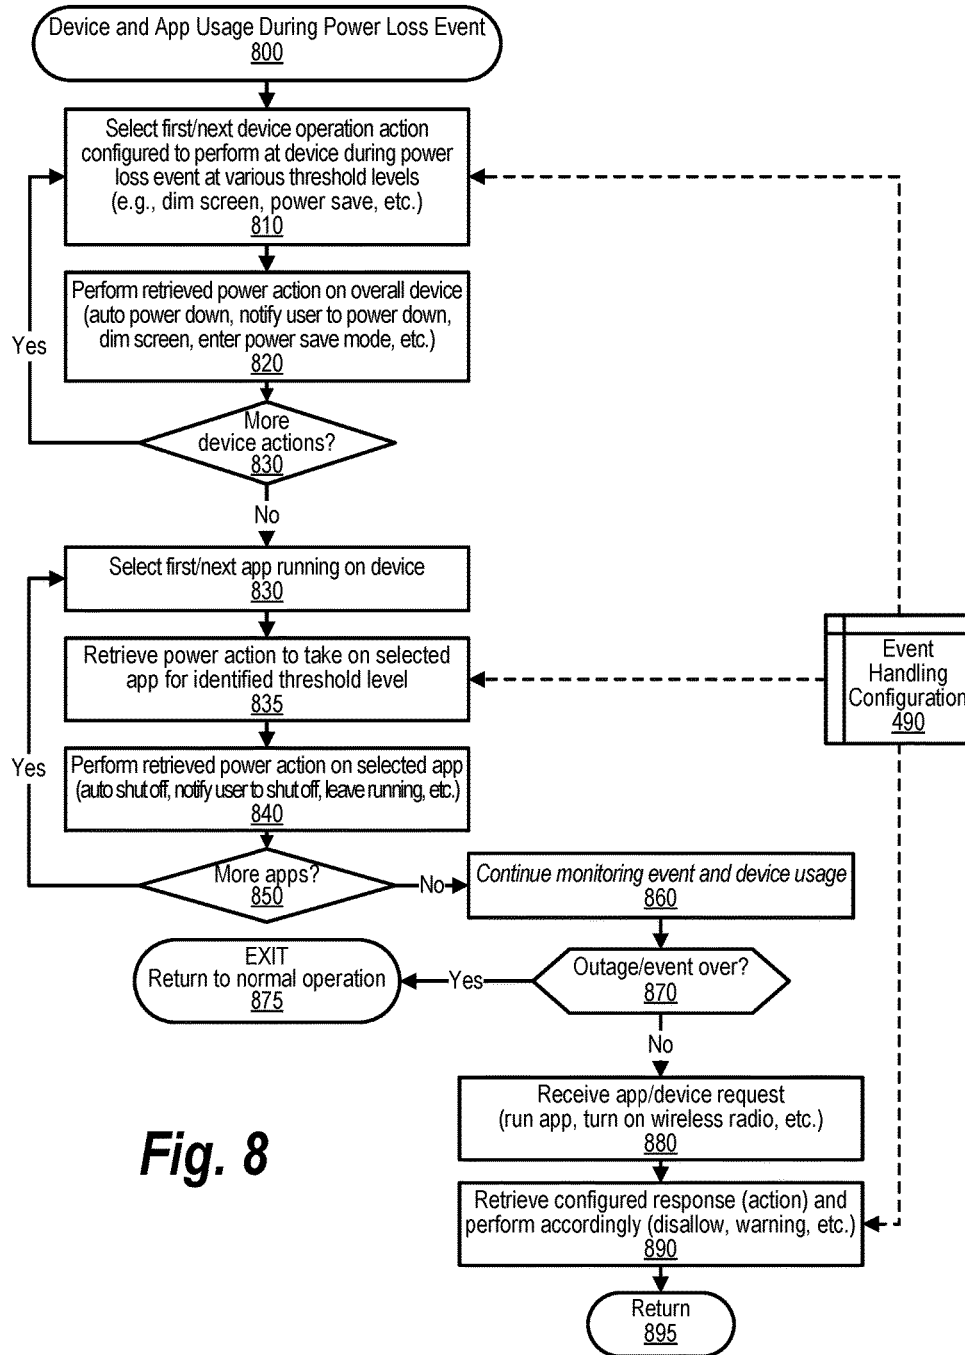 Device and App Usage During Power Loss Event
800
Select first/next device operation action
configured to perform at device during power
loss event at various threshold levels
(e.g., dim screen, power save, etc.)
810
Perform retrieved power action on overall device
(auto power down, notify user to power down,
dim screen, enter power save mode, etc.)
820
Yes
More
device actions?
830
No
Select first/next app running on device
830
Retrieve power action to take on selected
app for identified threshold level
835
Event
Handling
Configuration
490
Yes
Perform retrieved power action on selected app
(auto shut off, notify user to shut off, leave running, etc.)
840
More apps?
850
No
Continue monitoring event and device usage
860
EXIT
Return to normal operation
875
Yes
Outage/event over?
870
No
Receive app/device request
(run app, turn on wireless radio, etc.)
880
Fig. 8
Retrieve configured response (action) and
perform accordingly (disallow, warning, etc.)
890
Return
895